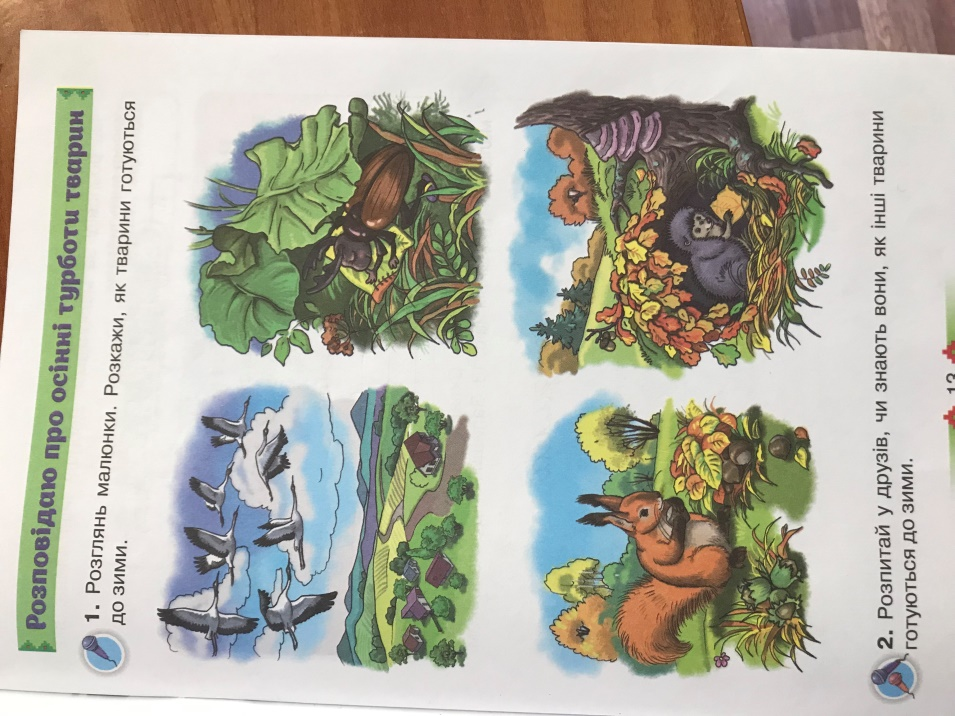 Розповідаю про осінні турботи тварин
1. Розглянь малюнки. Розкажи, як тварини готуються
до зими.
2. Розпитай у друзів, чи знають вони, як інші тварини
готуються до зими.